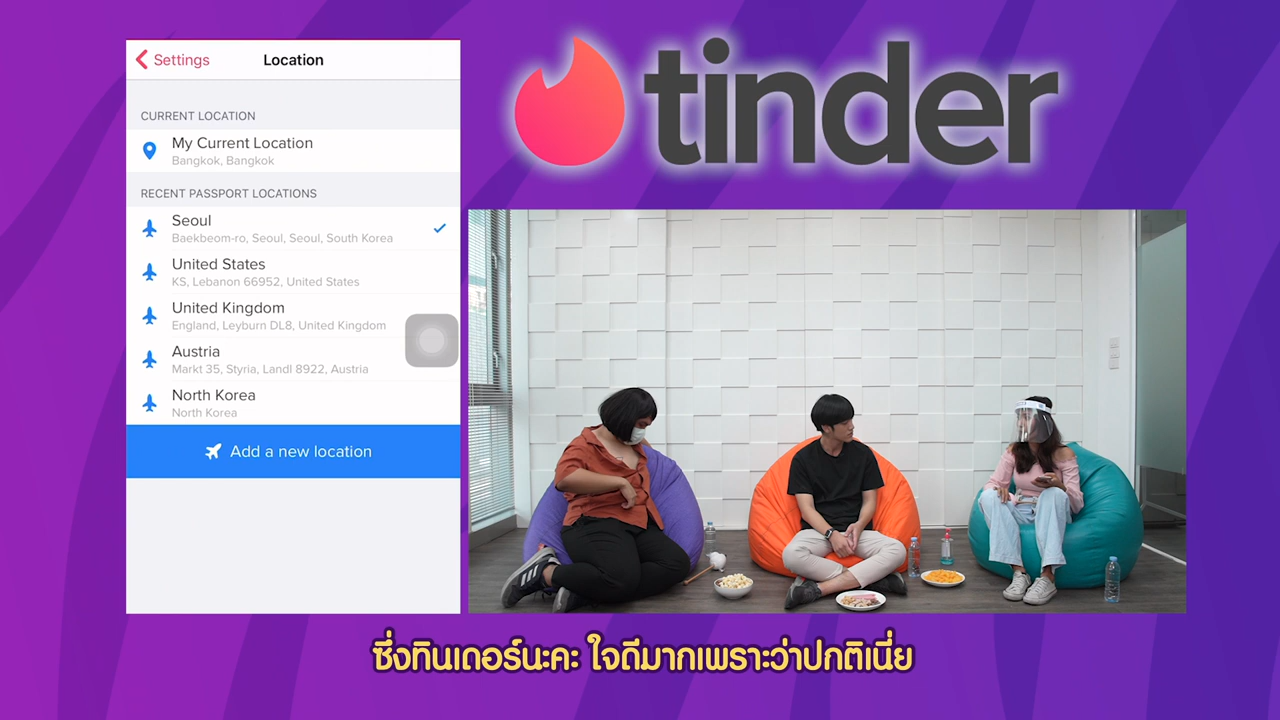 Settings
Location
CURRENT LOCATION
My Current Location
Bangkok, Bangkok
RECENT PASSPORT LOCATIONS
Seoul
Baekbeom-ro, Seoul, Seoul, South Korea
United States
KS, Lebanon 66952, United States
United Kingdom
England, Leyburn DL8, United Kingdom
Austria
Markt 35, Styria, Landl 8922, Austria
North Korea
North Korea
Add a new location
tinder
ซึ่งทินเดอร์นะคะ ใจดีมากเพราะว่าปกติเนี่ย